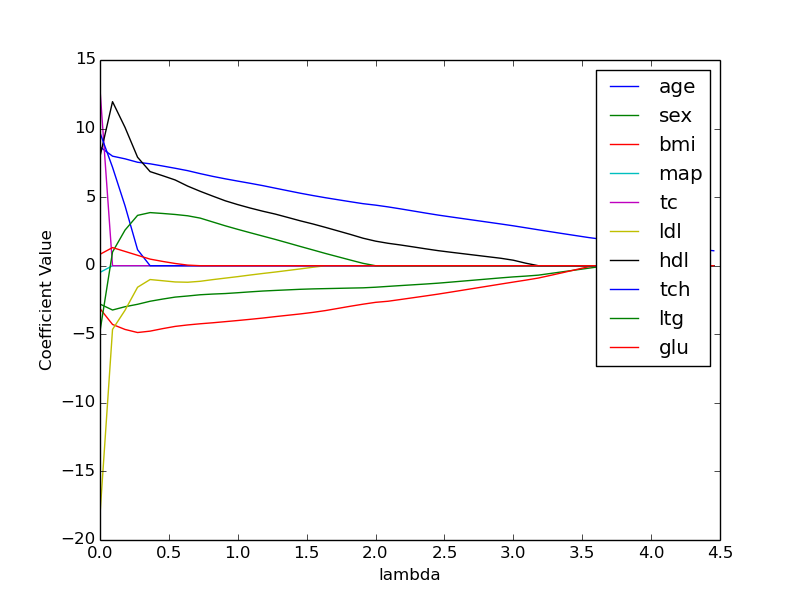 15
10
5
0
−5
−10
−15
−20
Coefficient Value
0.0 0.5 1.0 1.5 2.0 2.5 3.0 3.5 4.0 4.5
lambda
age
sex
bmi
map
tc
ldl
hdl
tch
ltg
glu